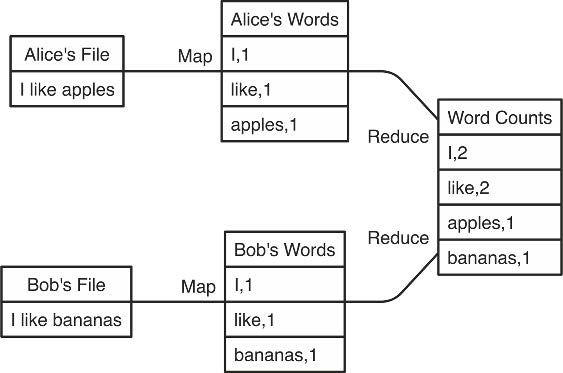 Alice's File
I like apples
Map
Alice's Words
I,1
like,1
apples,1
Reduce
Bob's File
I like bananas
Map
Bob's Words
I,1
like,1
bananas,1
Reduce
Word Counts
I,2
like,2
apples,1
bananas,1